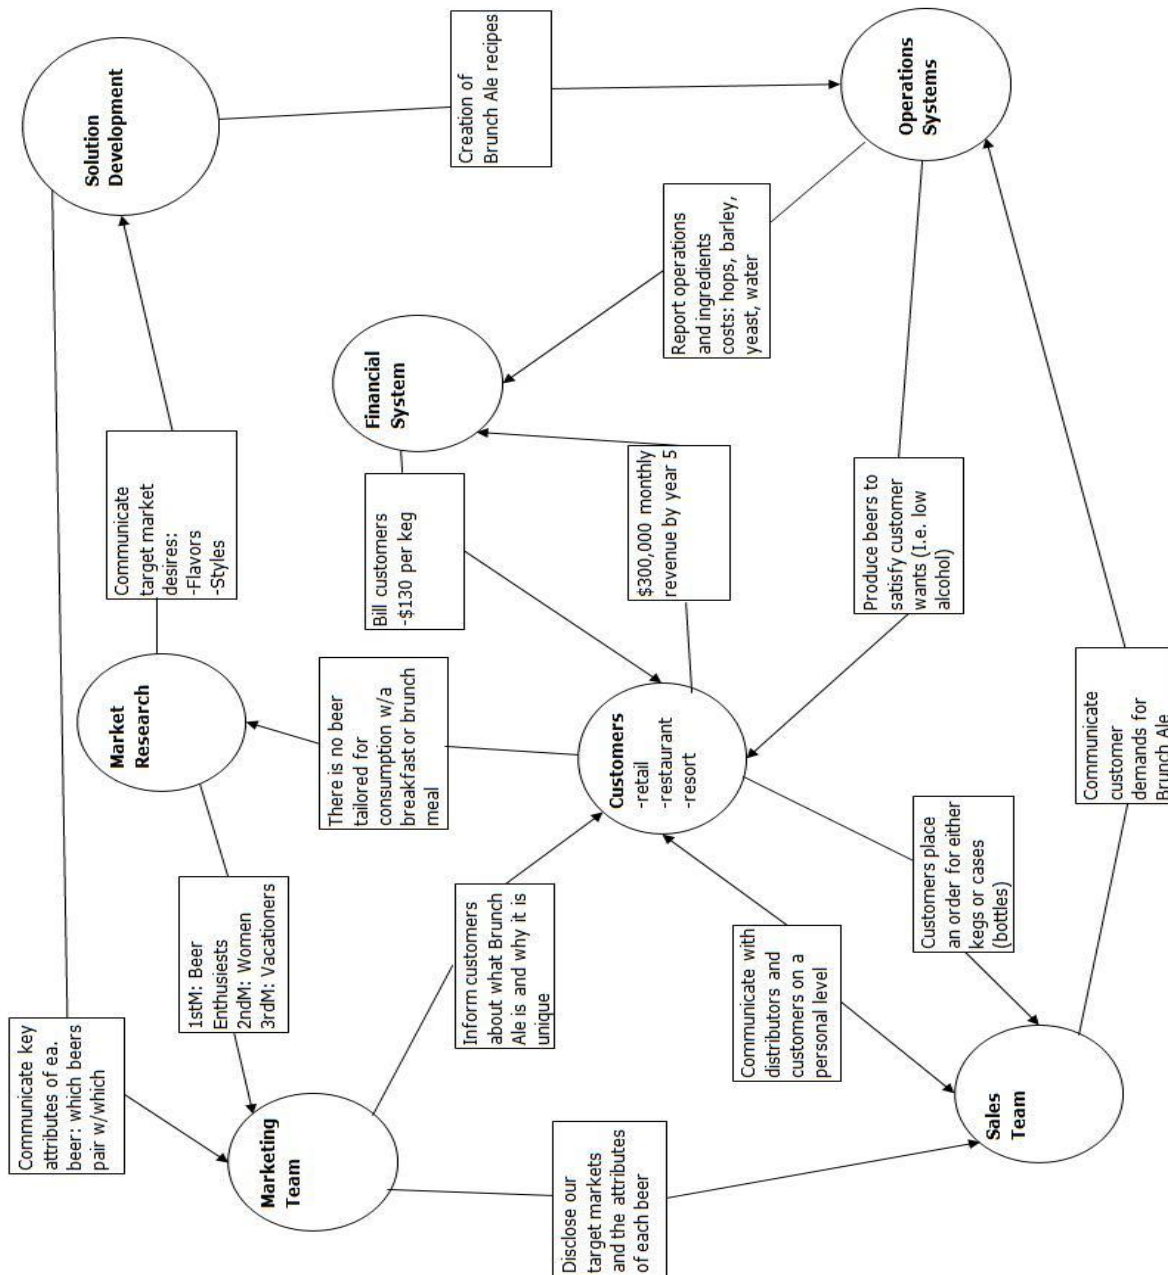 Communicate key
attributes of ea.
beer: which beers
pair w/which
Solution
Development
Market
Research
Communicate
target market
desires:
-Flavors
-Styles
1stM: Beer
Enthusiests
2ndM: Women
3rdM: Vacationers
Marketing
Team
There is no beer
tailored for
consumption w/a
breakfast or brunch
meal
Financial
System
Bill customers
-$130 per keg
Creation of
Brunch Ale recipes
Inform customers
about what Brunch
Ale is and why it is
unique
Disclose our
target markets
and the attributes
of each beer
Customers
-retail
-restaurant
-resort
$300,000 monthly
revenue by year 5
Report operations
and ingredients
costs: hops, barley,
yeast, water
Communicate with
distributors and
customers on a
personal level
Operations
Systems
Produce beers to
satisfy customer
wants (I.e. low
alcohol)
Customers place
an order for either
kegs or cases
(bottles)
Sales
Team
Communicate
customer
demands for
Brunch Ale